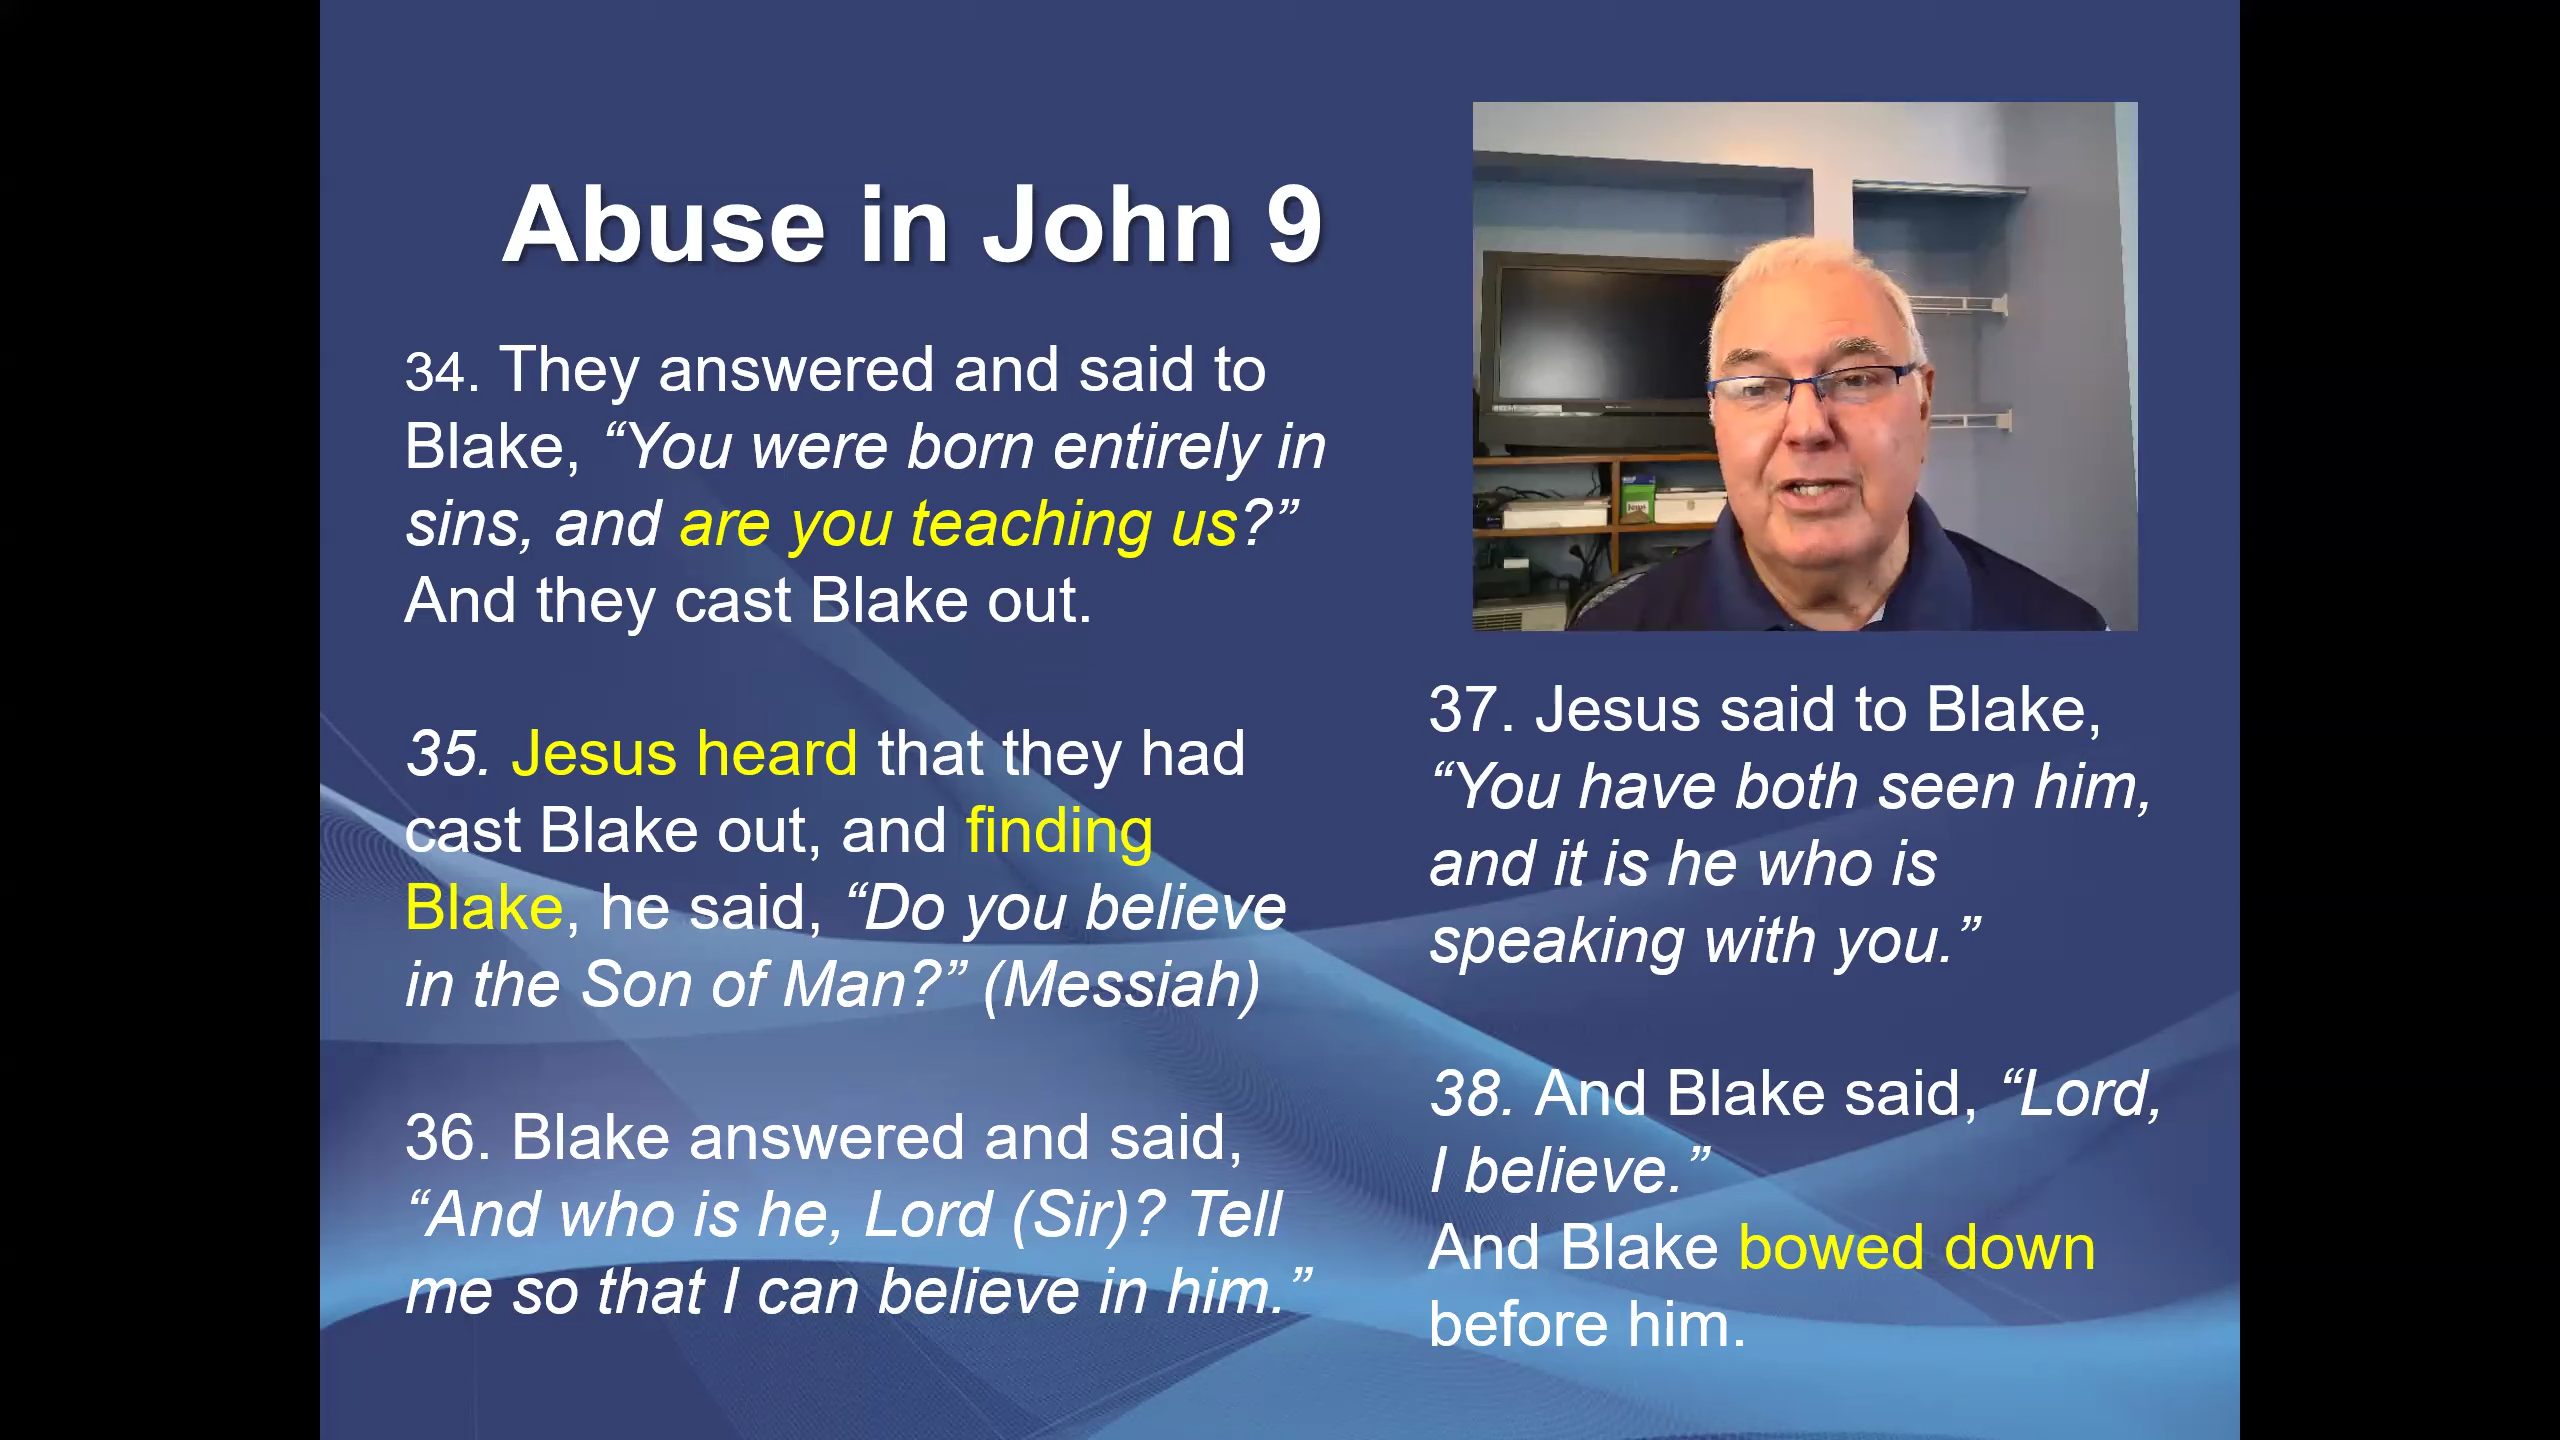 Abuse in John 9
34. They answered and said to
Blake, “You were born entirely in
sins, and are you teaching us?”
And they cast Blake out.
35. Jesus heard that they had
cast Blake out, and finding
Blake, he said, “Do you believe
in the Son of Man?” (Messiah)
36. Blake answered and said,
“And who is he, Lord (Sir)? Tell
me so that I can believe in him.”
37. Jesus said to Blake,
“You have both seen him,
and it is he who is
speaking with you.”
38. And Blake said, “Lord,
I believe.”
And Blake bowed down
before him.